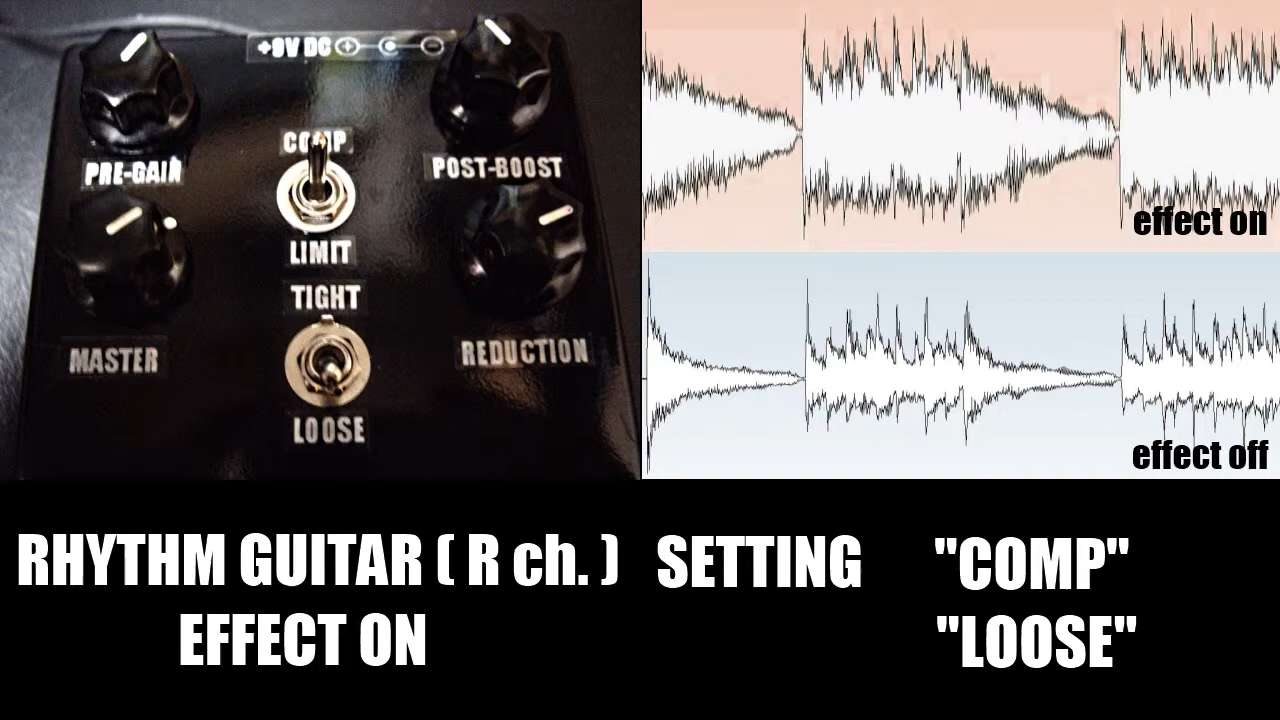 +9V DC
PRE-GAIN
COMP
POST-BOOST
LIMIT
TIGHT
MASTER
REDUCTION
LOOSE
effect on
effect off
RHYTHM GUITAR ( R ch. )
EFFECT ON
SETTING
"COMP"
"LOOSE"